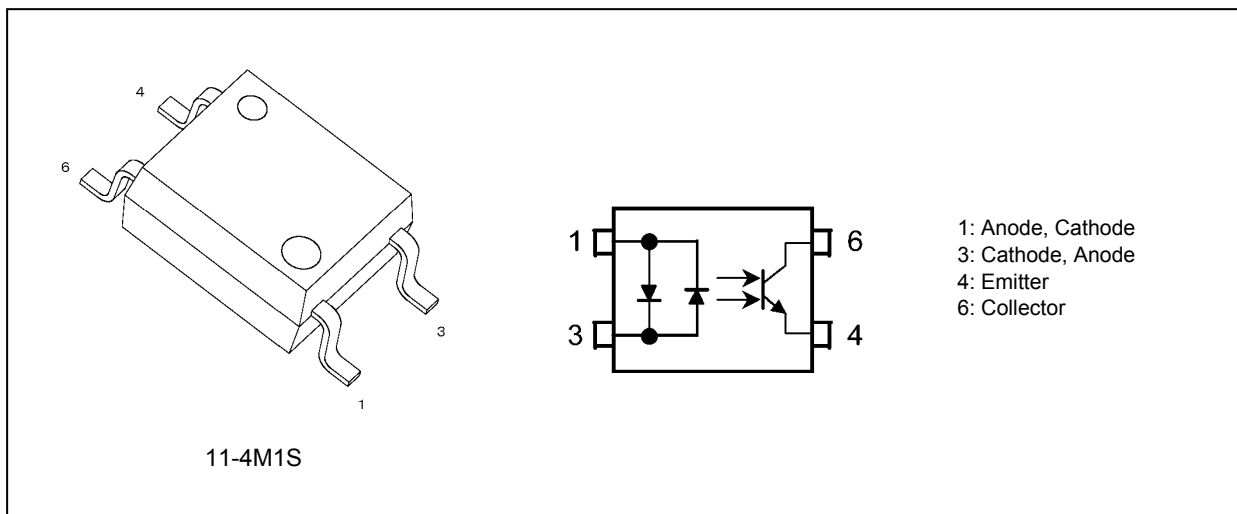 4
6
3
1
11-4M1S
1
6
3
4
1: Anode, Cathode
3: Cathode, Anode
4: Emitter
6: Collector